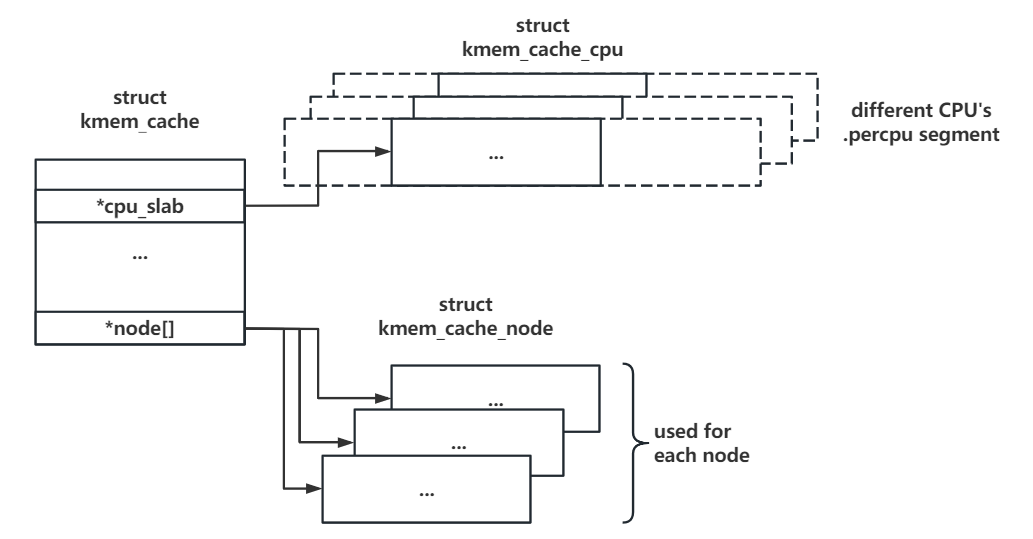 struct
kmem_cache_cpu
struct
kmem_cache
different CPU's
.percpu segment
...
*cpu_slab
...
*node[]
struct
kmem_cache_node
...
...
...
used for
each node